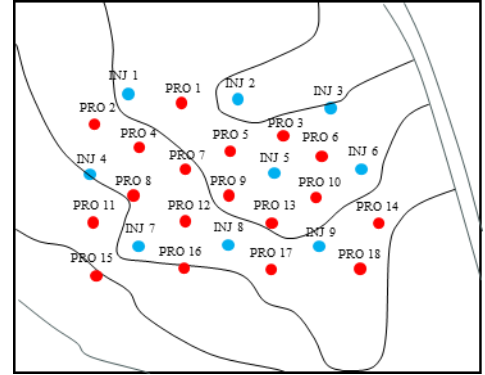 INJ 1
PRO 1
INJ 2
INJ 3
PRO 2
PRO 4
PRO 5
PRO 3
PRO 6
INJ 4
PRO 7
INJ 5
INJ 6
PRO 8
PRO 9
PRO 10
PRO 11
PRO 12
PRO 13
PRO 14
INJ 7
INJ 8
INJ 9
PRO 15
PRO 16
PRO 17
PRO 18